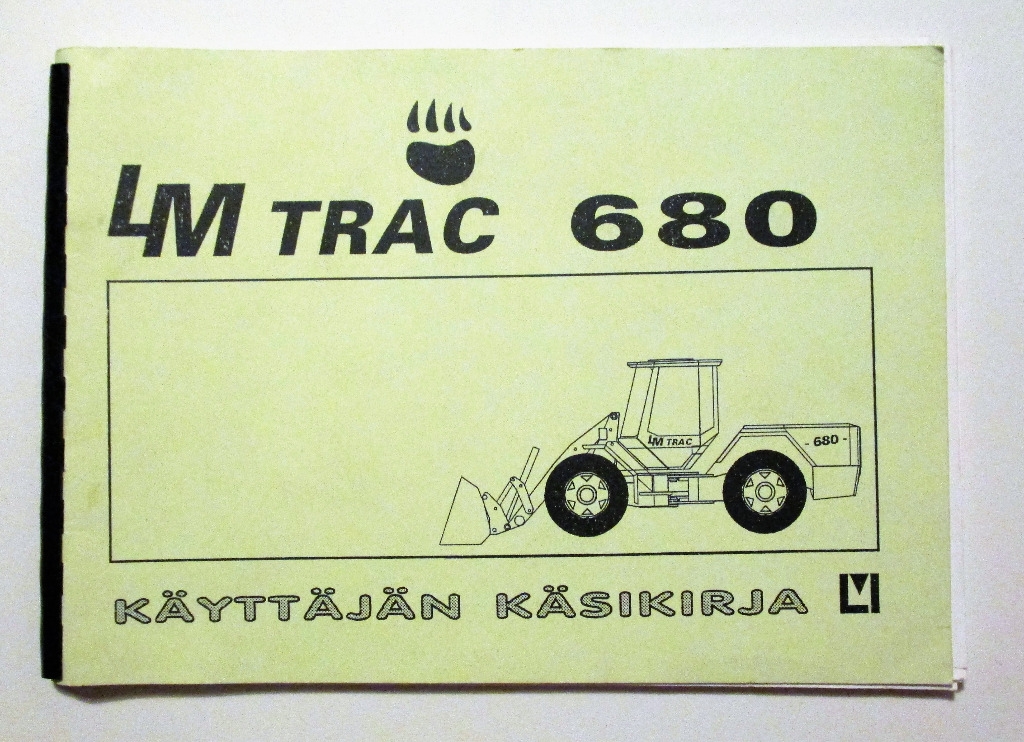 LM TRAC 680
LM TRAC
- 680 -
KÄYTTÄJÄN KÄSIKIRJA LM